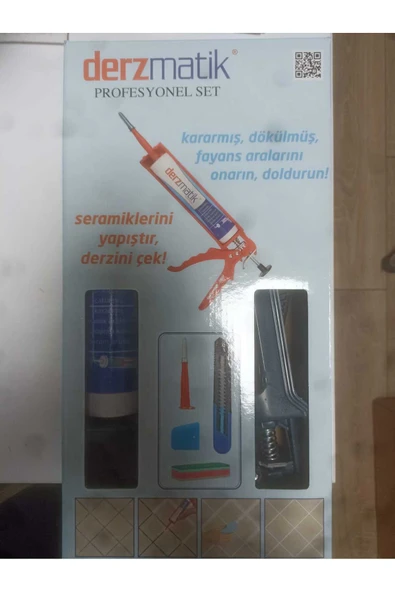 derzmatik®
PROFESYONEL SET
kararmış, dökülmüş,
fayans aralarını
onarın, doldurun!
derzmatik
seramiklerini
yapıştır,
derzini çek!